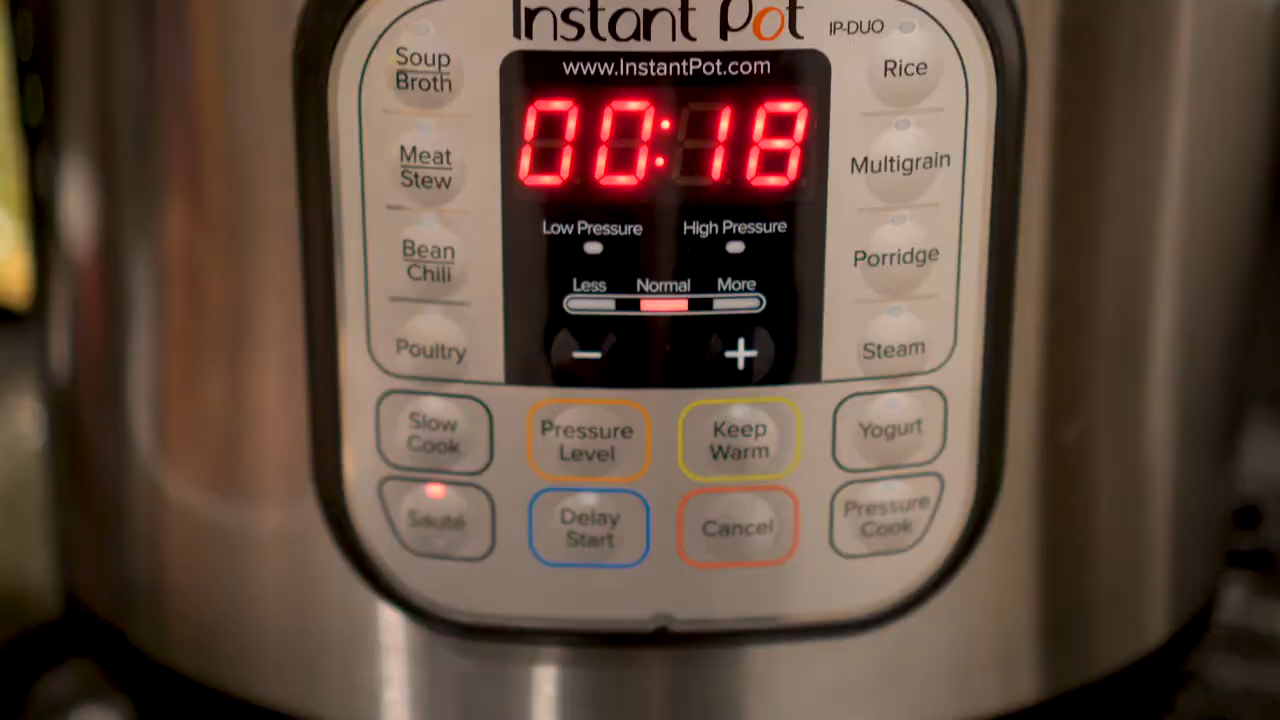 Instant Pot IP-DUO
www.InstantPot.com
00:18
Low Pressure High Pressure
Less Normal More
− +
Soup
Broth
Meat
Stew
Bean
Chili
Poultry
Rice
Multigrain
Porridge
Steam
Slow
Cook
Pressure
Level
Keep
Warm
Yogurt
Sauté
Delay
Start
Cancel
Pressure
Cook